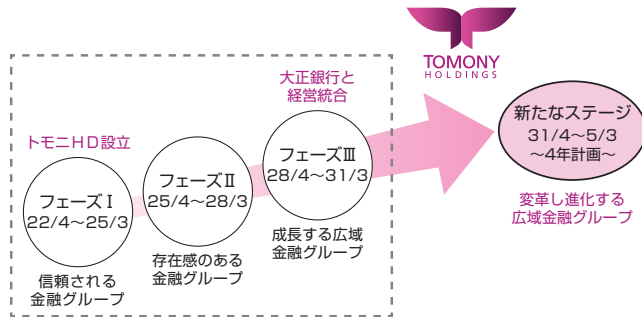 TOMONY
HOLDINGS
トモニHD設立
フェーズⅠ
22/4〜25/3
信頼される
金融グループ
フェーズⅡ
25/4〜28/3
存在感のある
金融グループ
大正銀行と
経営統合
フェーズⅢ
28/4〜31/3
成長する広域
金融グループ
新たなステージ
31/4〜5/3
〜4年計画〜
変革し進化する
広域金融グループ